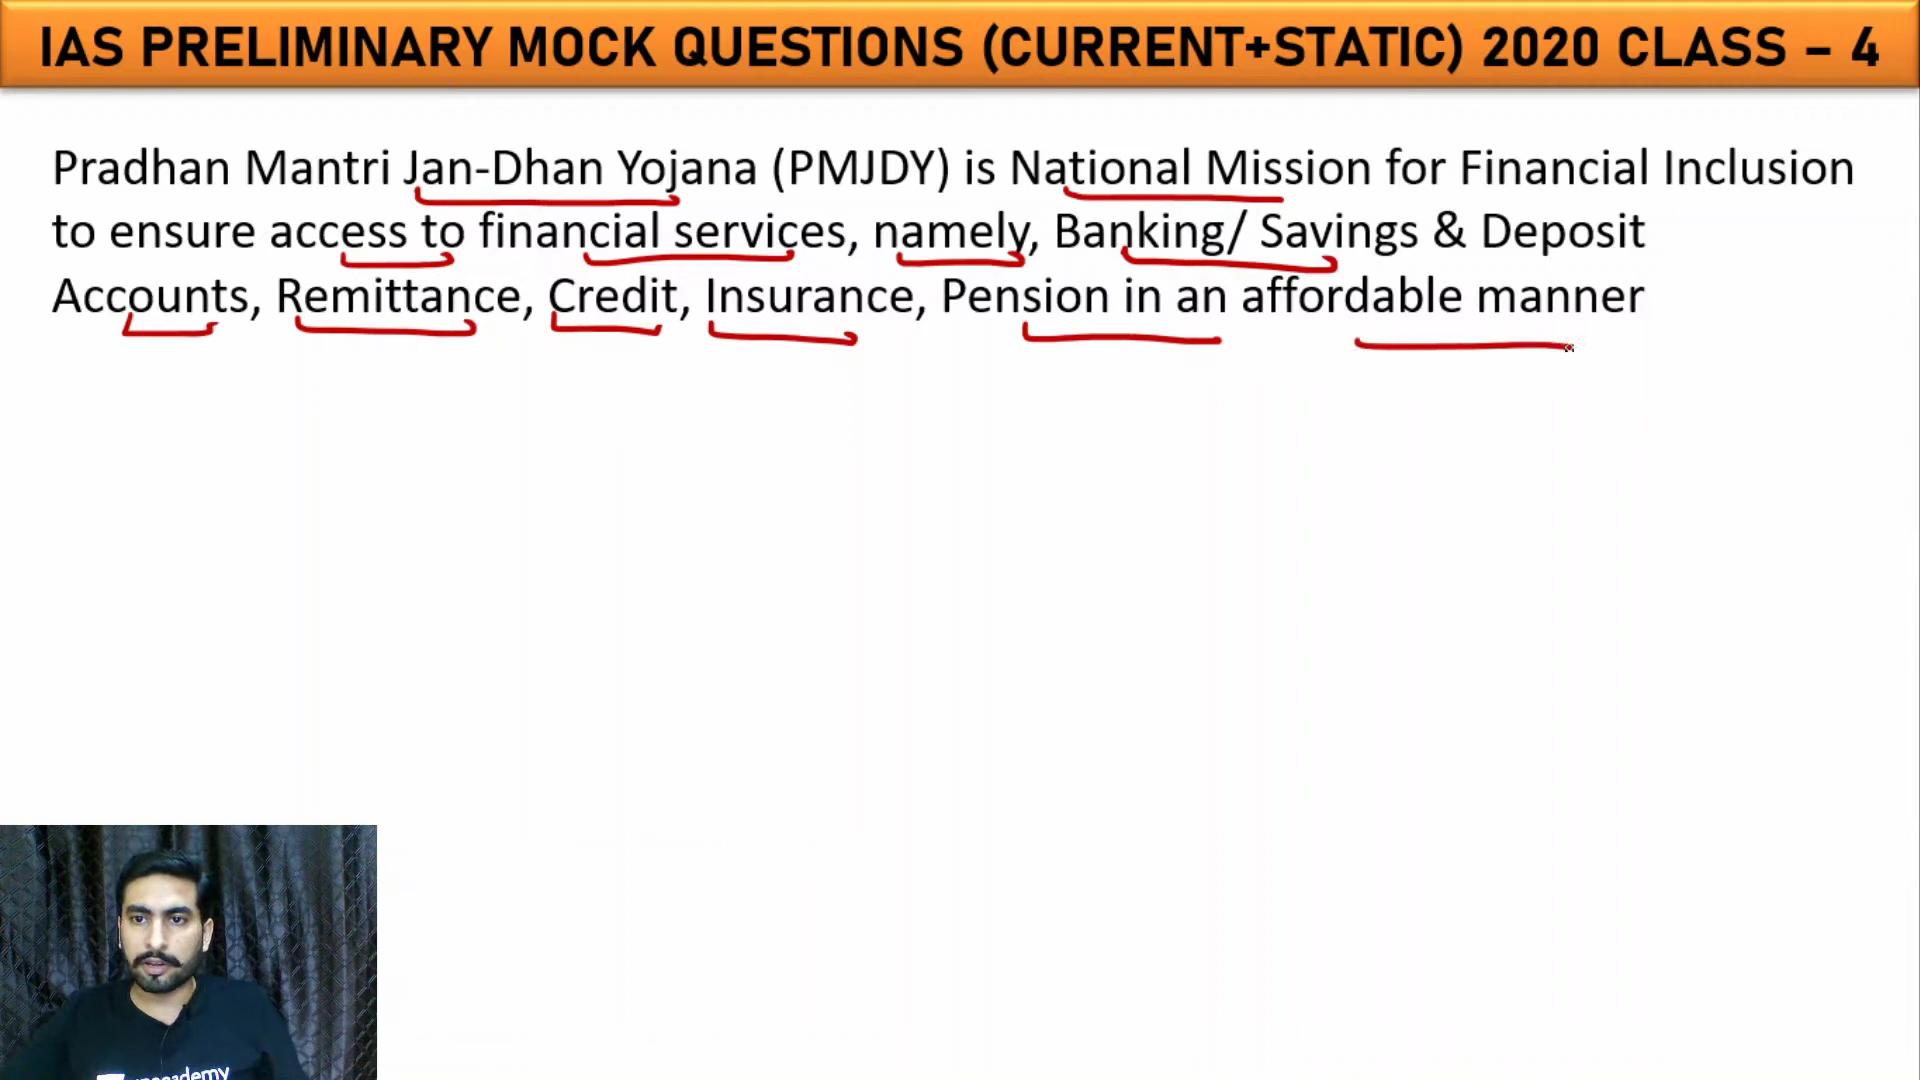 IAS PRELIMINARY MOCK QUESTIONS (CURRENT+STATIC) 2020 CLASS – 4
Pradhan Mantri Jan-Dhan Yojana (PMJDY) is National Mission for Financial Inclusion
to ensure access to financial services, namely, Banking/ Savings & Deposit
Accounts, Remittance, Credit, Insurance, Pension in an affordable manner